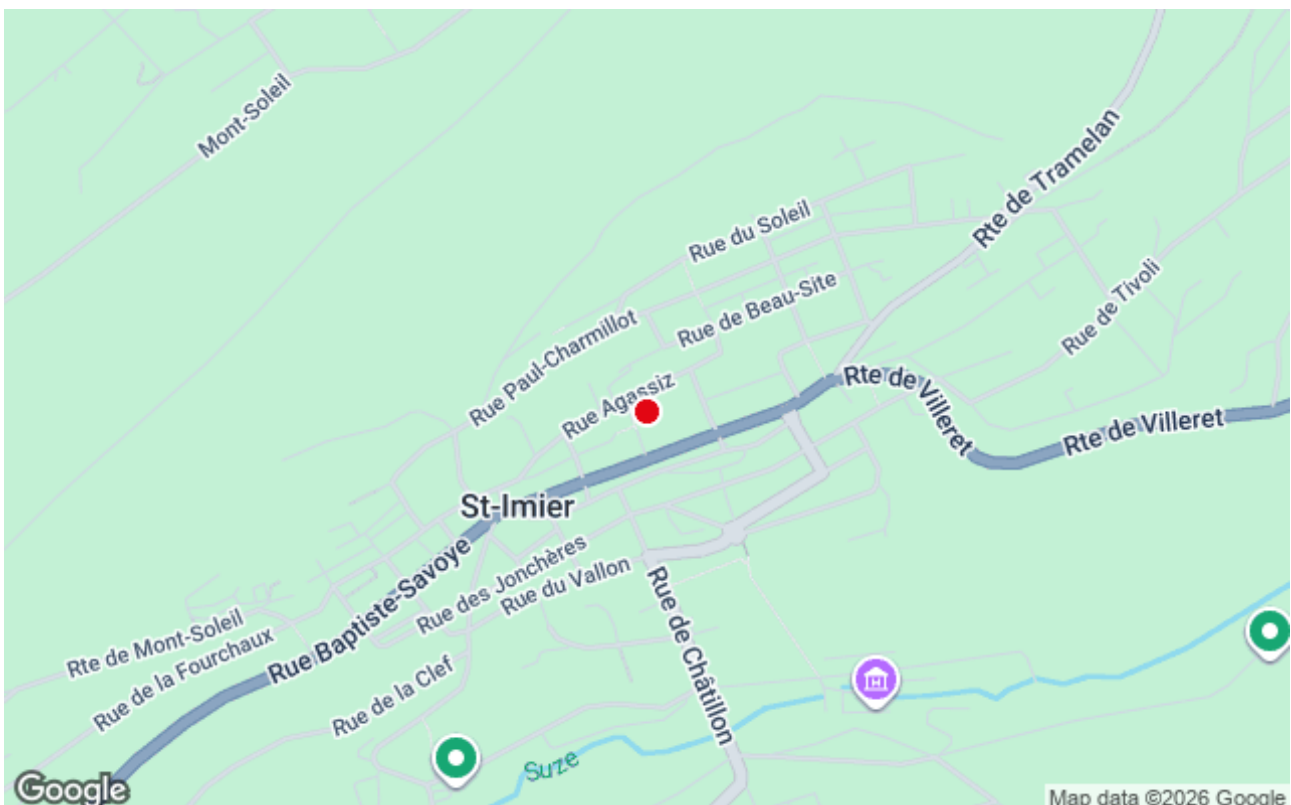 Mont-Soleil
Rte de Tramelan
Rue du Soleil
Rue de Beau-Site
Rue de Tivoli
Rue Paul-Charmillot
Rue Agassiz
Rte de Villeret
Rte de Villeret
St-Imier
Rue Baptiste-Savoye
Rue des Jonchères
Rue du Vallon
Rue de Châtillon
Rte de Mont-Soleil
Rue de la Fourchaux
Rue de la Clef
Suze
Google
Map data ©2026 Google